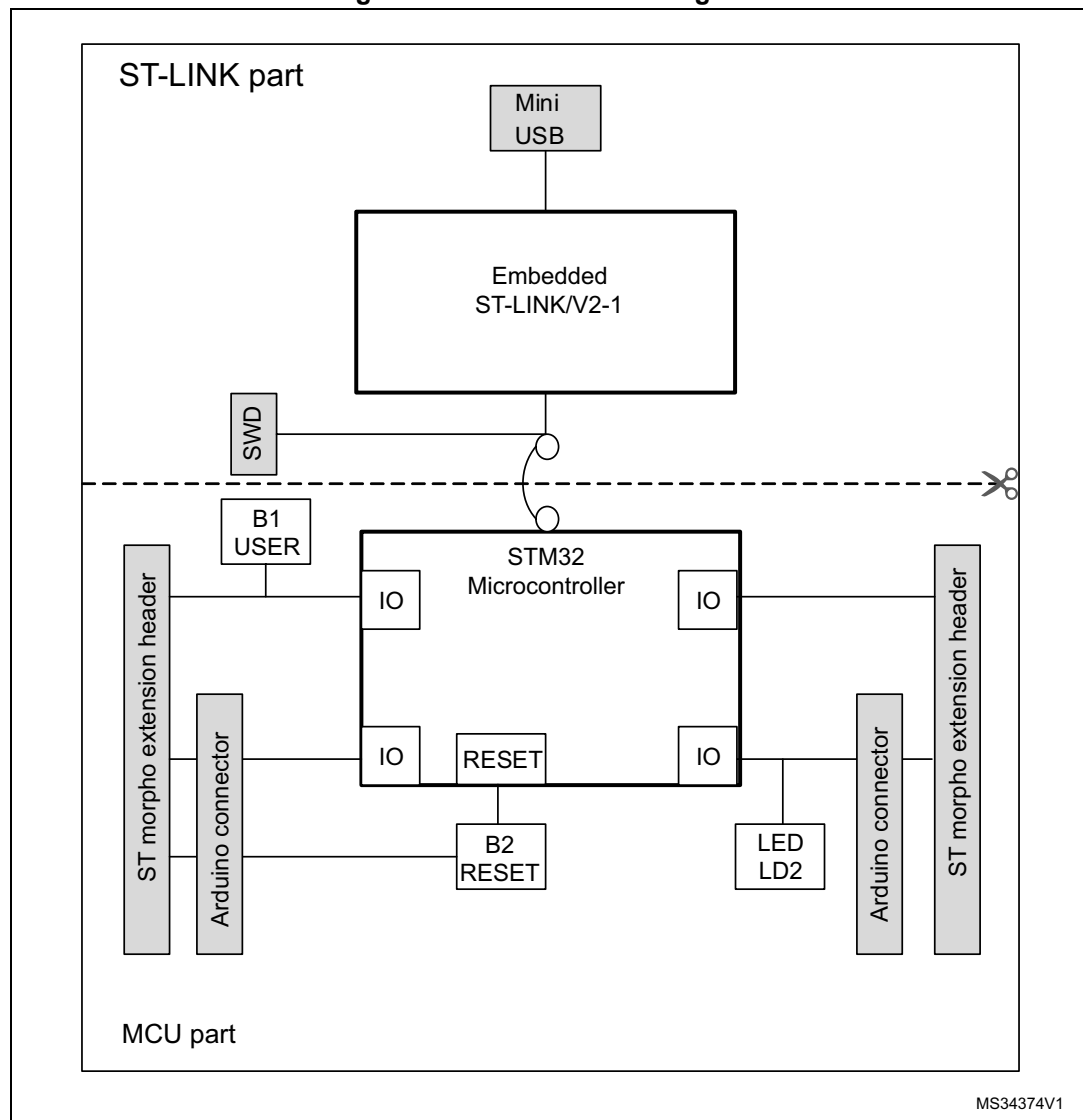 ST-LINK part
Mini
USB
Embedded
ST-LINK/V2-1
SWD
B1
USER
STM32
Microcontroller
IO
IO
ST morpho extension header
ST morpho extension header
Arduino connector
Arduino connector
IO
RESET
IO
B2
RESET
LED
LD2
MCU part
MS34374V1